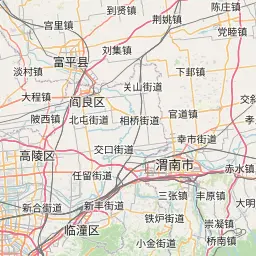 到贤镇
陈庄镇
宫里镇
荆姚镇
党睦镇
刘集镇
富平县
淡村镇
下邽镇
关山街道
大程镇
阎良区
官道镇
陂西镇
北屯街道
相桥街道
幸市街道
交口街道
高陵区
渭南市
赤水镇
任留街道
三张镇
丰原镇
新合街道
新丰街道
大明
铁炉街道
临潼区
崇凝镇
小金街道
桥南镇